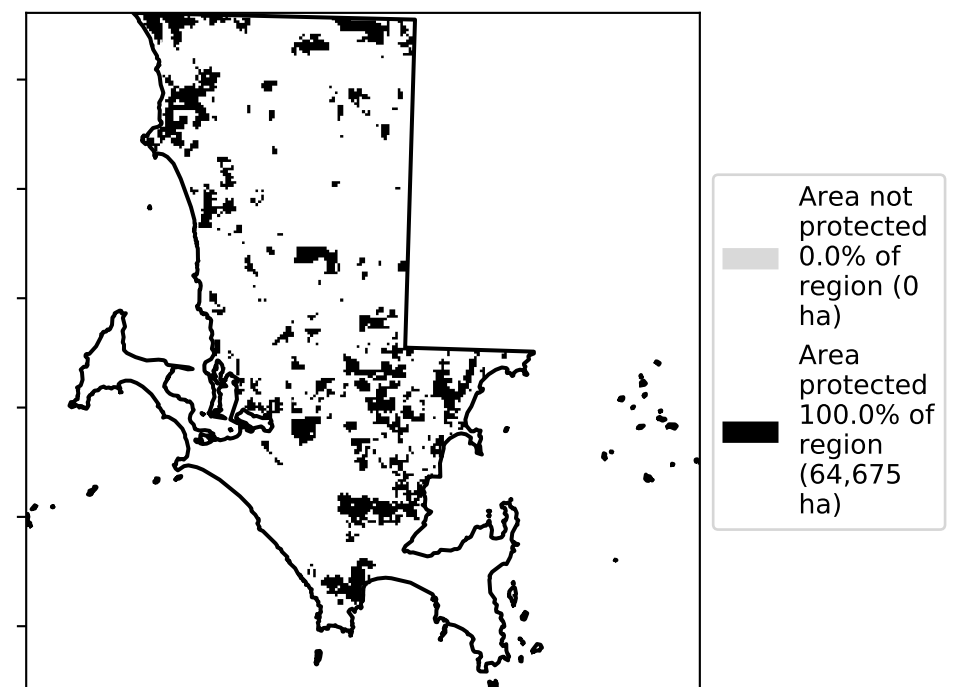 Area not
protected
0.0% of
region (0
ha)
Area
protected
100.0% of
region
(64,675
ha)